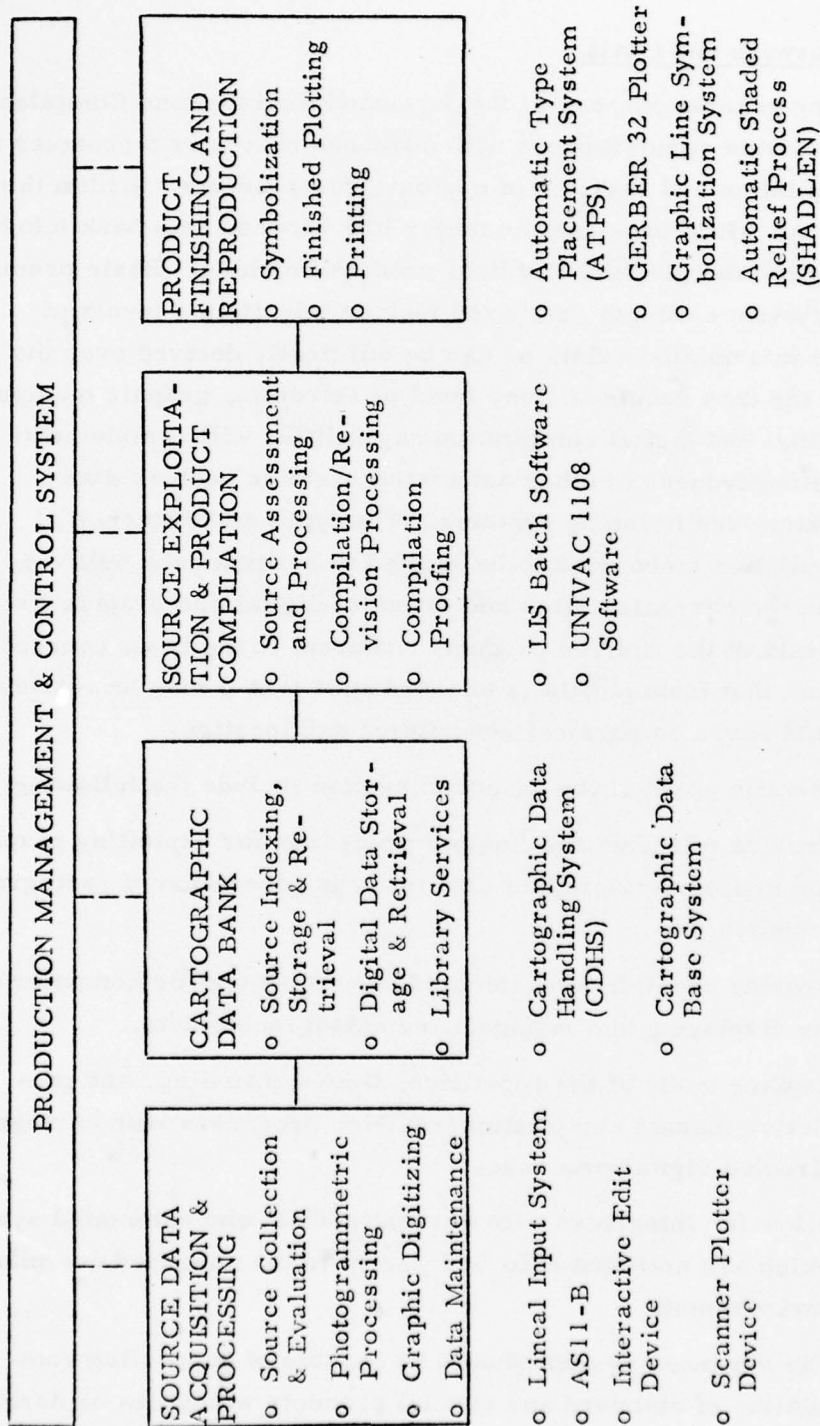 PRODUCTION MANAGEMENT & CONTROL SYSTEM
SOURCE DATA
ACQUISITION &
PROCESSING
o Source Collection
& Evaluation
o Photogrammetric
Processing
o Graphic Digitizing
o Data Maintenance
o Lineal Input System
o AS11-B
o Interactive Edit
Device
o Scanner Plotter
Device
CARTOGRAPHIC
DATA BANK
o Source Indexing,
Storage & Re-
trieval
o Digital Data Stor-
age & Retrieval
o Library Services
o Cartographic Data
Handling System
(CDHS)
o Cartographic Data
Base System
SOURCE EXPLOITA-
TION & PRODUCT
COMPILATION
o Source Assessment
and Processing
o Compilation/Re-
vision Processing
o Compilation
Proofing
o LIS Batch Software
o UNIVAC 1108
Software
PRODUCT
FINISHING AND
REPRODUCTION
o Symbolization
o Finished Plotting
o Printing
o Automatic Type
Placement System
(ATPS)
o GERBER 32 Plotter
o Graphic Line Sym-
bolization System
o Automatic Shaded
Relief Process
(SHADEN)